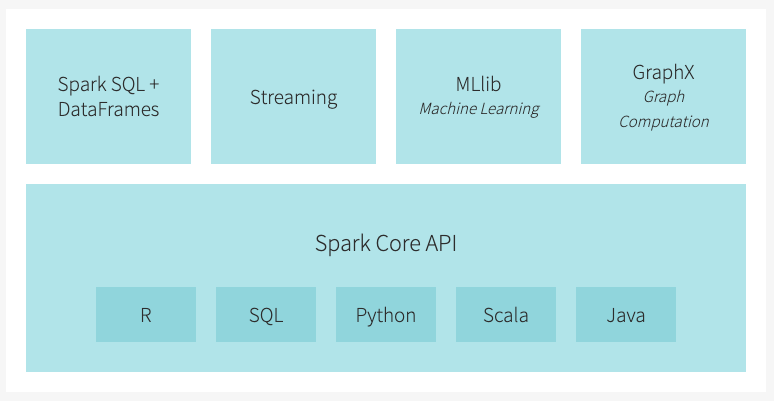 Spark SQL +
DataFrames
Streaming
MLlib
Machine Learning
GraphX
Graph
Computation
Spark Core API
R
SQL
Python
Scala
Java